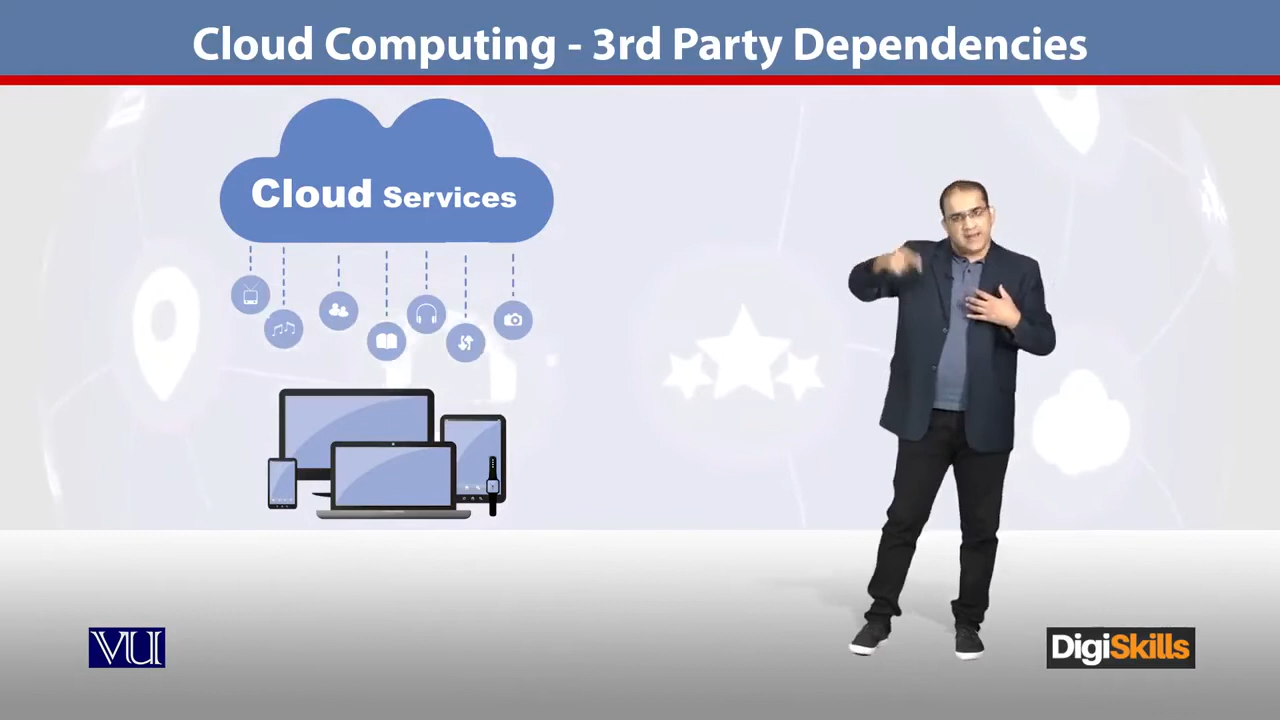 Cloud Computing - 3rd Party Dependencies
Cloud Services
VU
DigiSkills